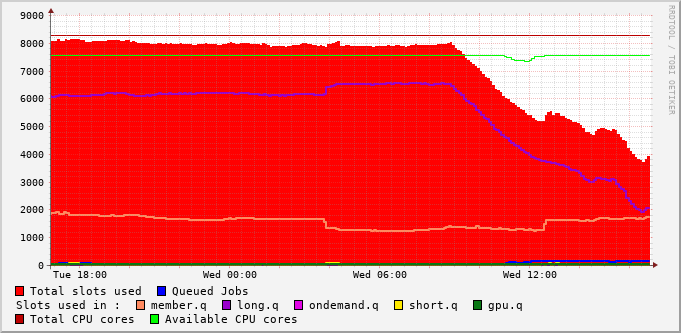 RRDTOOL / TOBI OETIKER
9000
8000
7000
6000
5000
4000
3000
2000
1000
0
Tue 18:00 Wed 00:00 Wed 06:00 Wed 12:00
Total slots used Queued Jobs
Slots used in : member.q long.q ondemand.q short.q gpu.q
Total CPU cores Available CPU cores